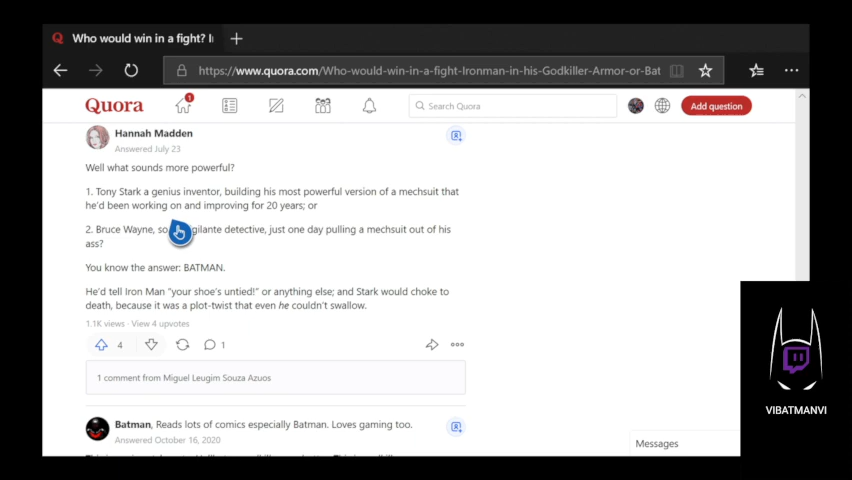 Who would win in a fight? I
https://www.quora.com/Who-would-win-in-a-fight-Ironman-in-his-Godkiller-Armor-or-Bat
Quora
1
Search Quora
Add question
Hannah Madden
Answered July 23
Well what sounds more powerful?
1. Tony Stark a genius inventor, building his most powerful version of a mechsuit that
he'd been working on and improving for 20 years; or
2. Bruce Wayne, so gilante detective, just one day pulling a mechsuit out of his
ass?
You know the answer: BATMAN.
He'd tell Iron Man "your shoe's untied!" or anything else; and Stark would choke to
death, because it was a plot-twist that even he couldn't swallow.
1.1K views · View 4 upvotes
4
1
1 comment from Miguel Leugim Souza Azuos
Batman, Reads lots of comics especially Batman. Loves gaming too.
Answered October 16, 2020
Messages
VIBATMANVI